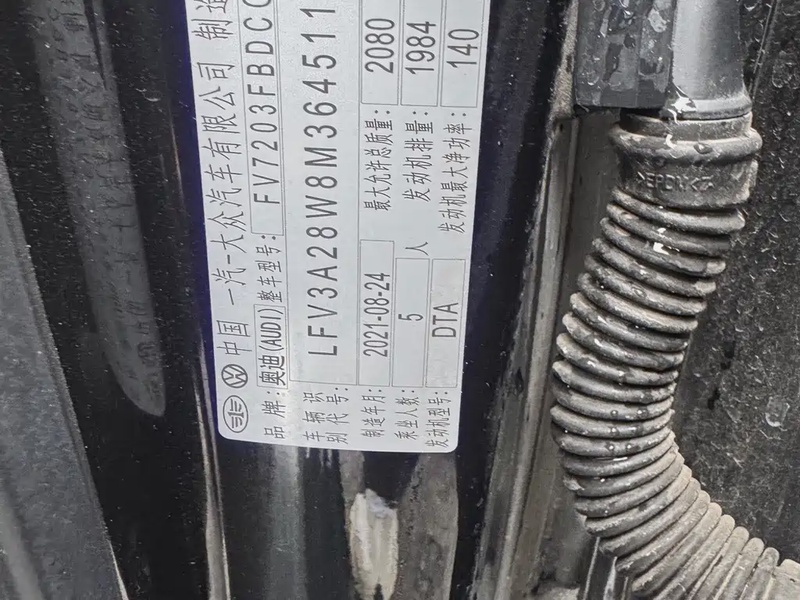 中国 一汽-大众汽车有限公司 制造
品牌: 奥迪(AUDI) 整车型号: FV7203FBDCG
车辆识别代号: LFV3A28W8M364511
制造年月: 2021-08-24 最大允许总质量: 2080
乘坐人数: 5 人 发动机排量: 1984
发动机型号: DTA 发动机最大净功率: 140
>EPDM<